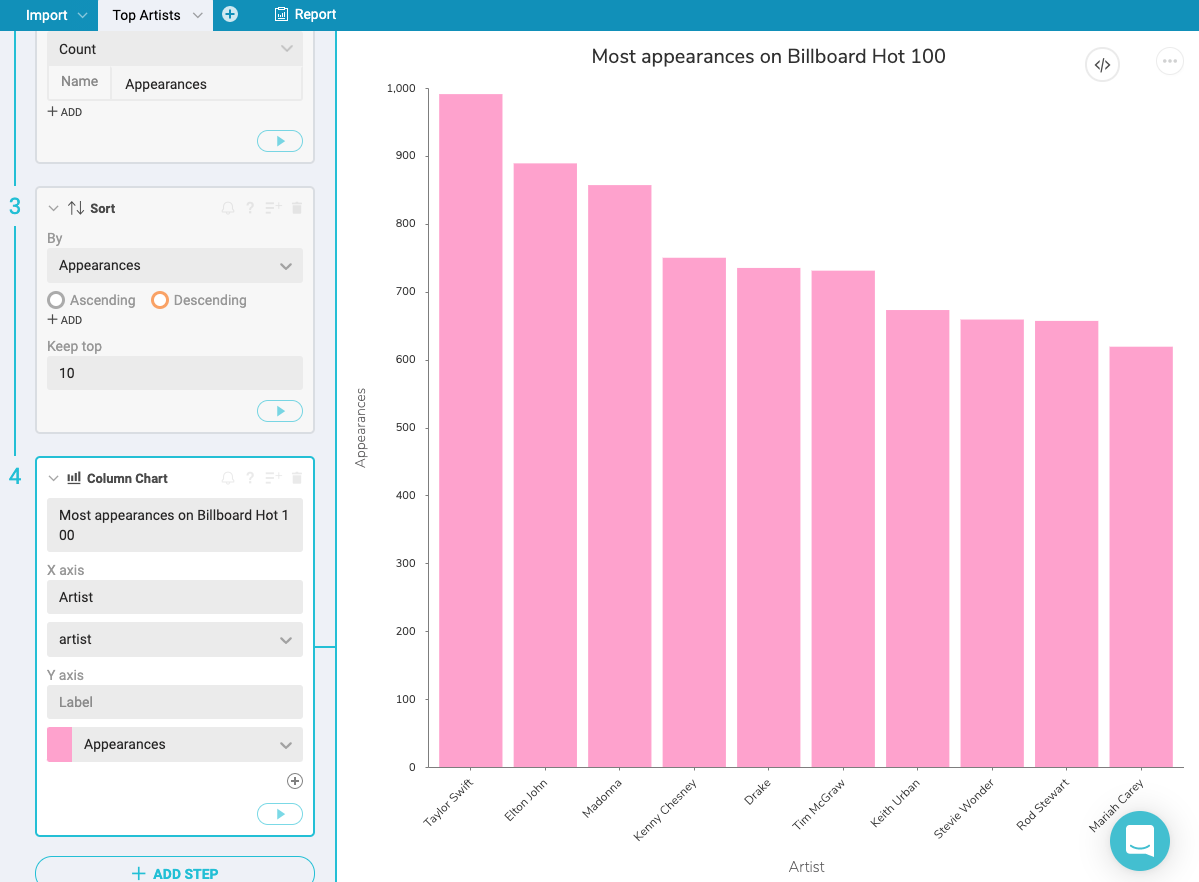 Import
Top Artists
Report
Count
Name
Appearances
+ ADD
3
Sort
?
By
Appearances
Ascending
Descending
+ ADD
Keep top
10
4
Column Chart
?
Most appearances on Billboard Hot 1
00
X axis
Artist
artist
Y axis
Label
Appearances
+ ADD STEP
Most appearances on Billboard Hot 100
</>
1,000
900
800
700
600
500
400
300
200
100
0
Appearances
Taylor Swift
Elton John
Madonna
Kenny Chesney
Drake
Tim McGraw
Keith Urban
Stevie Wonder
Rod Stewart
Mariah Carey
Artist